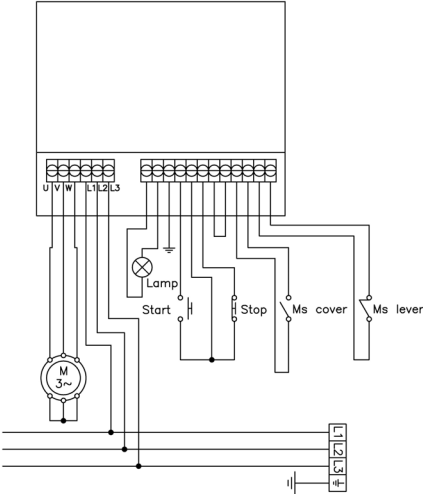 U V W L1 L2 L3
Lamp
Start Stop Ms cover Ms lever
M
3~
L1
L2
L3